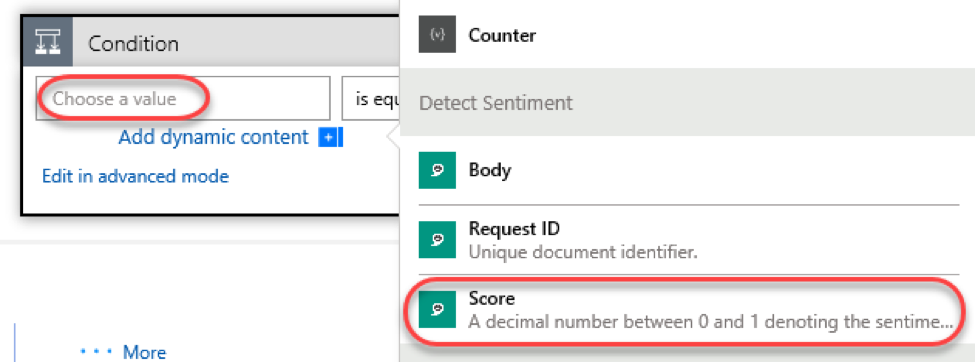 Condition
Choose a value
is equ
Add dynamic content
Edit in advanced mode
More
{v} Counter
Detect Sentiment
Body
Request ID
Unique document identifier.
Score
A decimal number between 0 and 1 denoting the sentime...